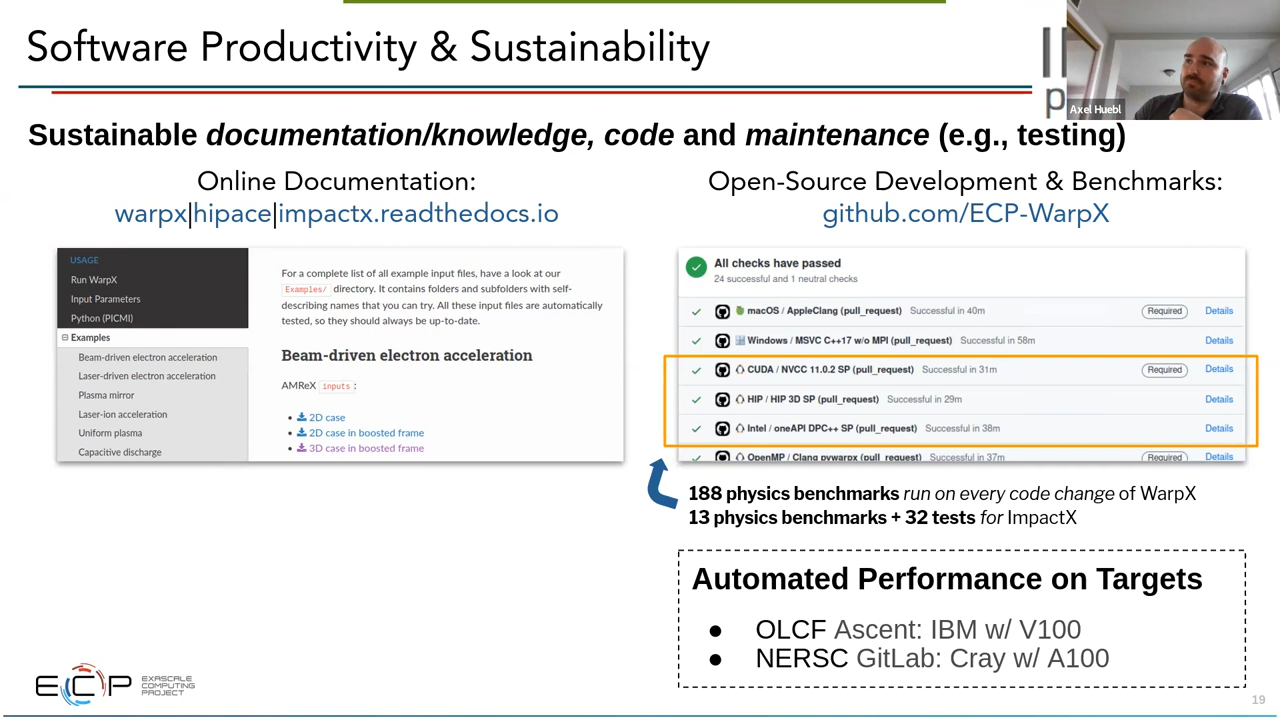 Software Productivity & Sustainability
Axel Huebl
Sustainable documentation/knowledge, code and maintenance (e.g., testing)
Online Documentation:
warpx|hipace|impactx.readthedocs.io
USAGE
Run WarpX
Input Parameters
Python (PICMI)
Examples
Beam-driven electron acceleration
Laser-driven electron acceleration
Plasma mirror
Laser-ion acceleration
Uniform plasma
Capacitive discharge
For a complete list of all example input files, have a look at our
Examples/ directory. It contains folders and subfolders with self-
describing names that you can try. All these input files are automatically
tested, so they should always be up-to-date.
Beam-driven electron acceleration
AMReX inputs :
• 2D case
• 2D case in boosted frame
• 3D case in boosted frame
Open-Source Development & Benchmarks:
github.com/ECP-WarpX
All checks have passed
24 successful and 1 neutral checks
macOS / AppleClang (pull_request) Successful in 40m Required Details
Windows / MSVC C++17 w/o MPI (pull_request) Successful in 58m Details
CUDA / NVCC 11.0.2 SP (pull_request) Successful in 31m Required Details
HIP / HIP 3D SP (pull_request) Successful in 29m Details
Intel / oneAPI DPC++ SP (pull_request) Successful in 38m Details
OpenMP / Clang pywarpx (pull_request) Successful in 37m Required Details
188 physics benchmarks run on every code change of WarpX
13 physics benchmarks + 32 tests for ImpactX
Automated Performance on Targets
● OLCF Ascent: IBM w/ V100
● NERSC GitLab: Cray w/ A100
ECP
EXASCALE
COMPUTING
PROJECT
19